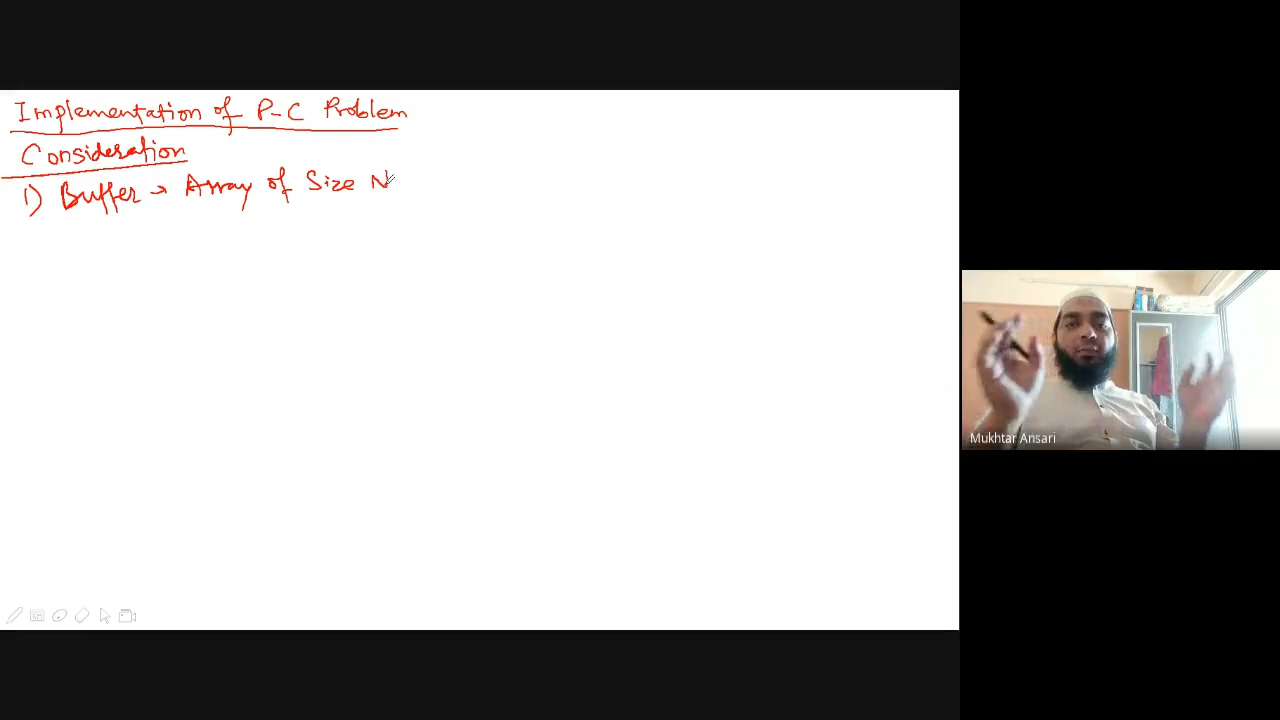 Implementation of P-C Problem
Consideration
1) Buffer → Array of Size N
Mukhtar Ansari